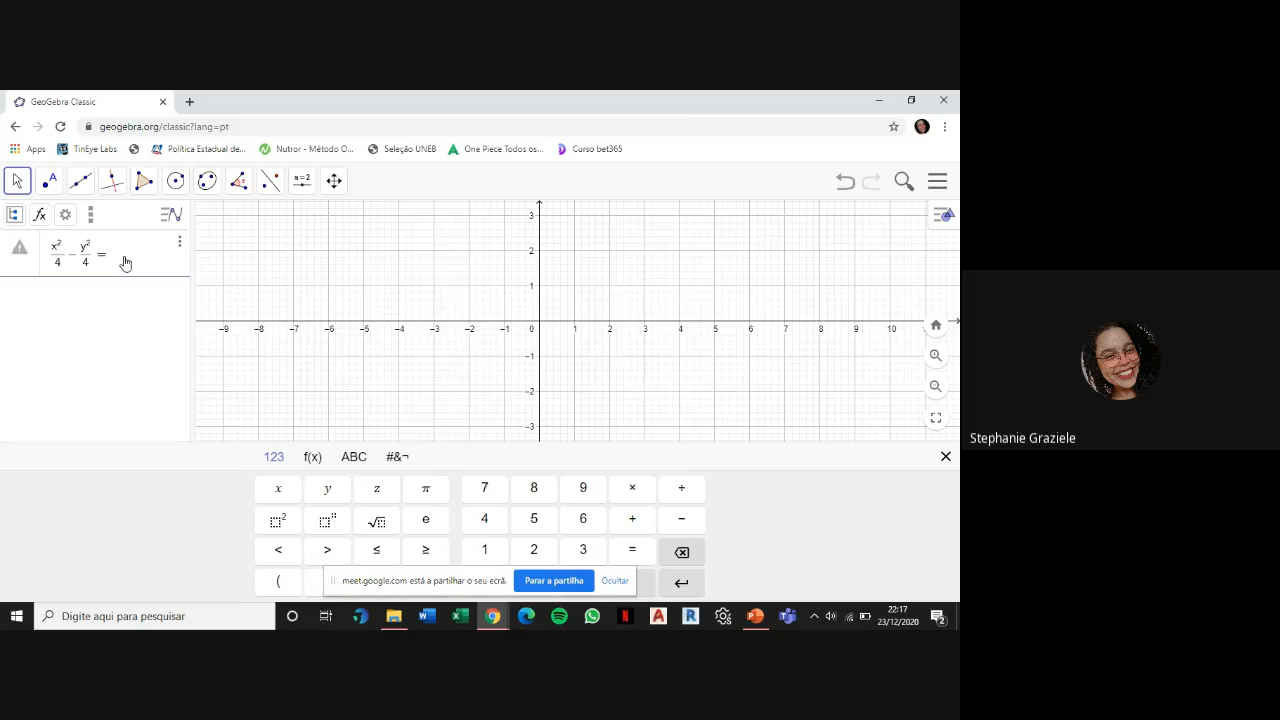 GeoGebra Classic
geogebra.org/classic?lang=pt
Apps TinEye Labs Política Estadual de... Nutror - Método O... Seleção UNEB One Piece Todos os... Curso bet365
a=2
fx
x²/4 − y²/4 =
3
2
1
−9 −8 −7 −6 −5 −4 −3 −2 −1 0 1 2 3 4 5 6 7 8 9 10
−1
−2
−3
Stephanie Graziele
123 f(x) ABC #&¬
x y z π 7 8 9 × ÷
□² □ √ e 4 5 6 + −
< > ≤ ≥ 1 2 3 =
(
meet.google.com está a partilhar o seu ecrã. Parar a partilha Ocultar
Digite aqui para pesquisar
22:17
23/12/2020
2